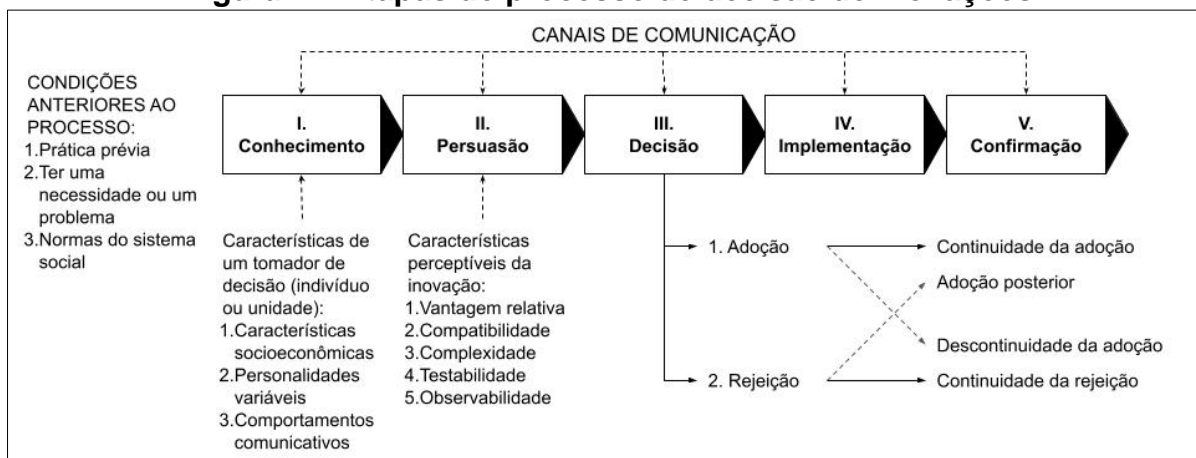 CANAIS DE COMUNICAÇÃO
CONDIÇÕES
ANTERIORES AO
PROCESSO:
1.Prática prévia
2.Ter uma
necessidade ou um
problema
3.Normas do sistema
social
I.
Conhecimento
II.
Persuasão
III.
Decisão
IV.
Implementação
V.
Confirmação
Características de
um tomador de
decisão (indivíduo
ou unidade):
1.Características
socioeconômicas
2.Personalidades
variáveis
3.Comportamentos
comunicativos
Características
perceptíveis da
inovação:
1.Vantagem relativa
2.Compatibilidade
3.Complexidade
4.Testabilidade
5.Observabilidade
1. Adoção
2. Rejeição
Continuidade da adoção
Adoção posterior
Descontinuidade da adoção
Continuidade da rejeição